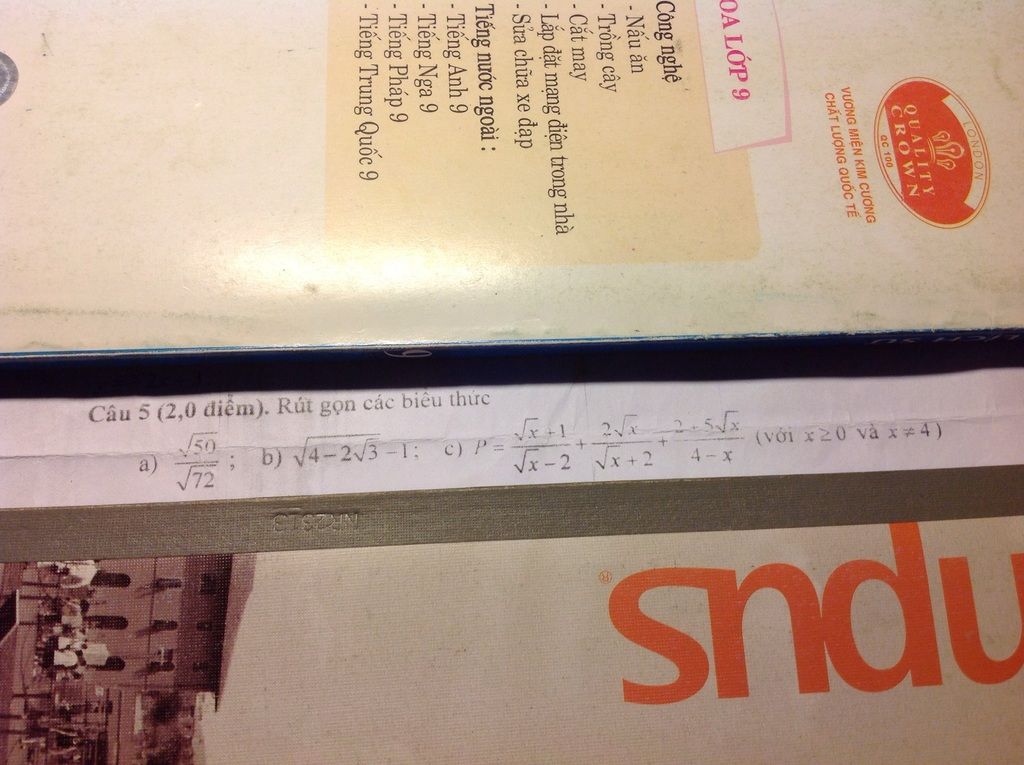 OA LỚP 9
Công nghệ
- Nấu ăn
- Trồng cây
- Cắt may
- Lắp đặt mạng điện trong nhà
- Sửa chữa xe đạp
Tiếng nước ngoài :
- Tiếng Anh 9
- Tiếng Nga 9
- Tiếng Pháp 9
- Tiếng Trung Quốc 9
LONDON
QUALITY
CROWN
QC 100
VƯƠNG MIỆN KIM CƯƠNG
CHẤT LƯỢNG QUỐC TẾ
Câu 5 (2,0 điểm). Rút gọn các biểu thức
a) √50/√72 ; b) √(4−2√3) −1; c) P = (√x+1)/(√x−2) + 2√x/(√x+2) + (2+5√x)/(4−x) (với x ≥ 0 và x ≠ 4)
NK2313
sndu
®